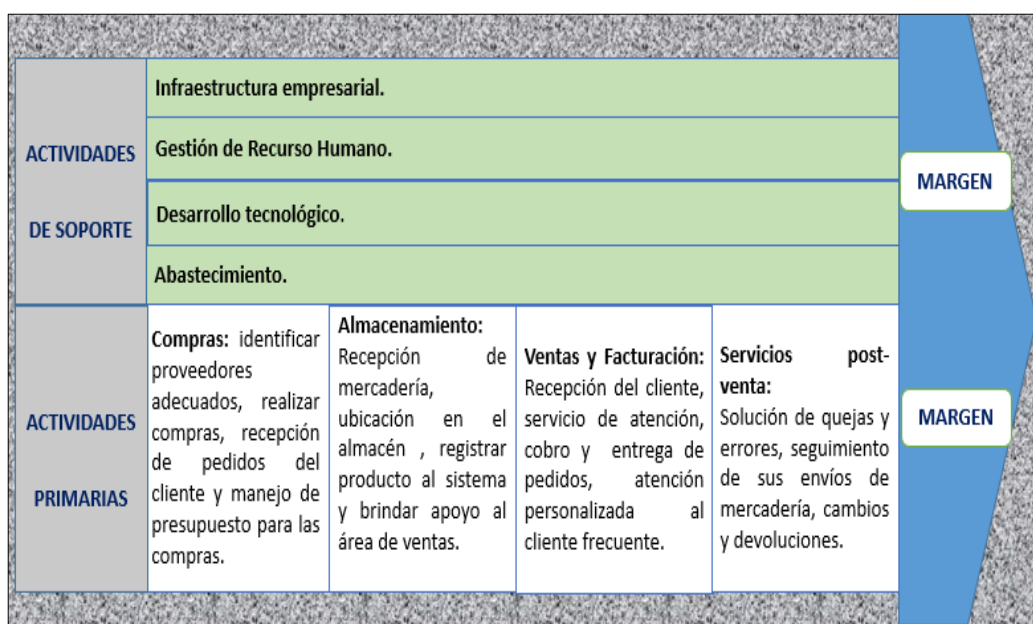 ACTIVIDADES
DE SOPORTE
Infraestructura empresarial.
Gestión de Recurso Humano.
Desarrollo tecnológico.
Abastecimiento.
MARGEN
ACTIVIDADES
PRIMARIAS
Compras: identificar
proveedores
adecuados, realizar
compras, recepción
de pedidos del
cliente y manejo de
presupuesto para las
compras.
Almacenamiento:
Recepción de
mercadería,
ubicación en el
almacén , registrar
producto al sistema
y brindar apoyo al
área de ventas.
Ventas y Facturación:
Recepción del cliente,
servicio de atención,
cobro y entrega de
pedidos, atención
personalizada al
cliente frecuente.
Servicios post-
venta:
Solución de quejas y
errores, seguimiento
de sus envíos de
mercadería, cambios
y devoluciones.
MARGEN